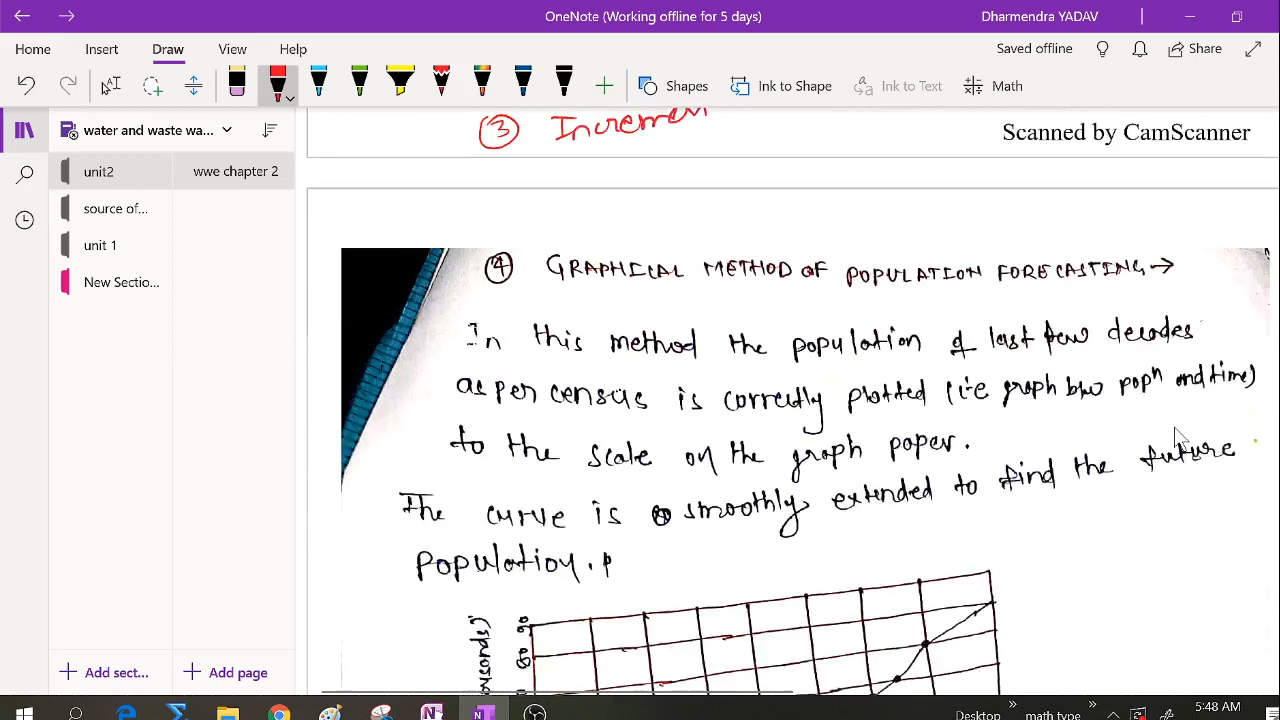 OneNote (Working offline for 5 days)
Dharmendra YADAV
Home Insert Draw View Help
Saved offline
Share
Shapes
Ink to Shape
Ink to Text
Math
water and waste wa...
unit2
source of...
unit 1
New Sectio...
wwe chapter 2
③ Increment
Scanned by CamScanner
④ GRAPHICAL METHOD OF POPULATION FORECASTING→
In this method the population of last few decades
as per census is correctly plotted (i.e graph b/w popn and time)
to the scale on the graph paper.
The curve is smoothly extended to find the future
population.
90
80
Add sect...
Add page
Desktop
math type
5:48 AM